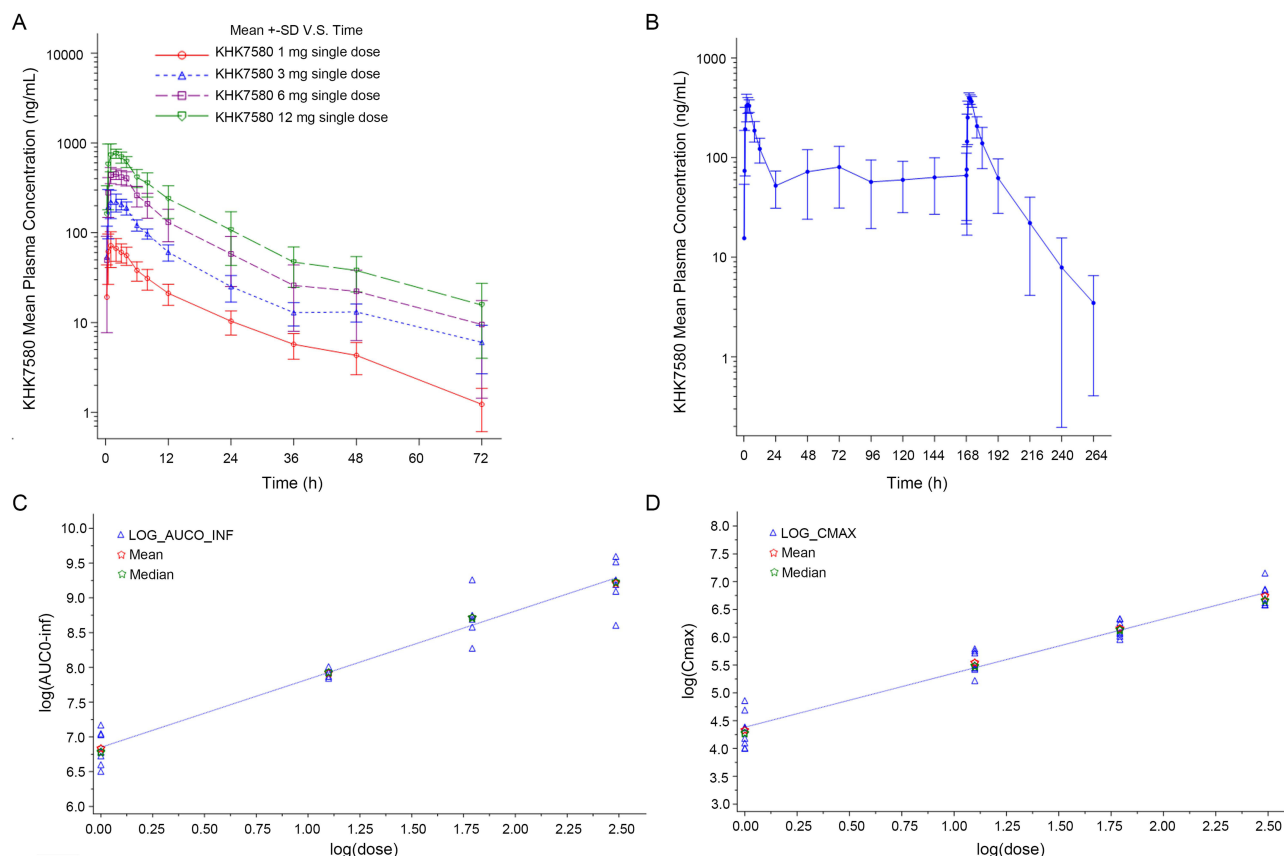 A
Mean +-SD V.S. Time
KHK7580 1 mg single dose
KHK7580 3 mg single dose
KHK7580 6 mg single dose
KHK7580 12 mg single dose
KHK7580 Mean Plasma Concentration (ng/mL)
10000
1000
100
10
1
0 12 24 36 48 60 72
Time (h)
B
KHK7580 Mean Plasma Concentration (ng/mL)
1000
100
10
1
0 24 48 72 96 120 144 168 192 216 240 264
Time (h)
C
LOG_AUCO_INF
Mean
Median
log(AUC0-inf)
10.0
9.5
9.0
8.5
8.0
7.5
7.0
6.5
6.0
0.00 0.25 0.50 0.75 1.00 1.25 1.50 1.75 2.00 2.25 2.50
log(dose)
D
LOG_CMAX
Mean
Median
log(Cmax)
8.0
7.5
7.0
6.5
6.0
5.5
5.0
4.5
4.0
3.5
3.0
0.00 0.25 0.50 0.75 1.00 1.25 1.50 1.75 2.00 2.25 2.50
log(dose)